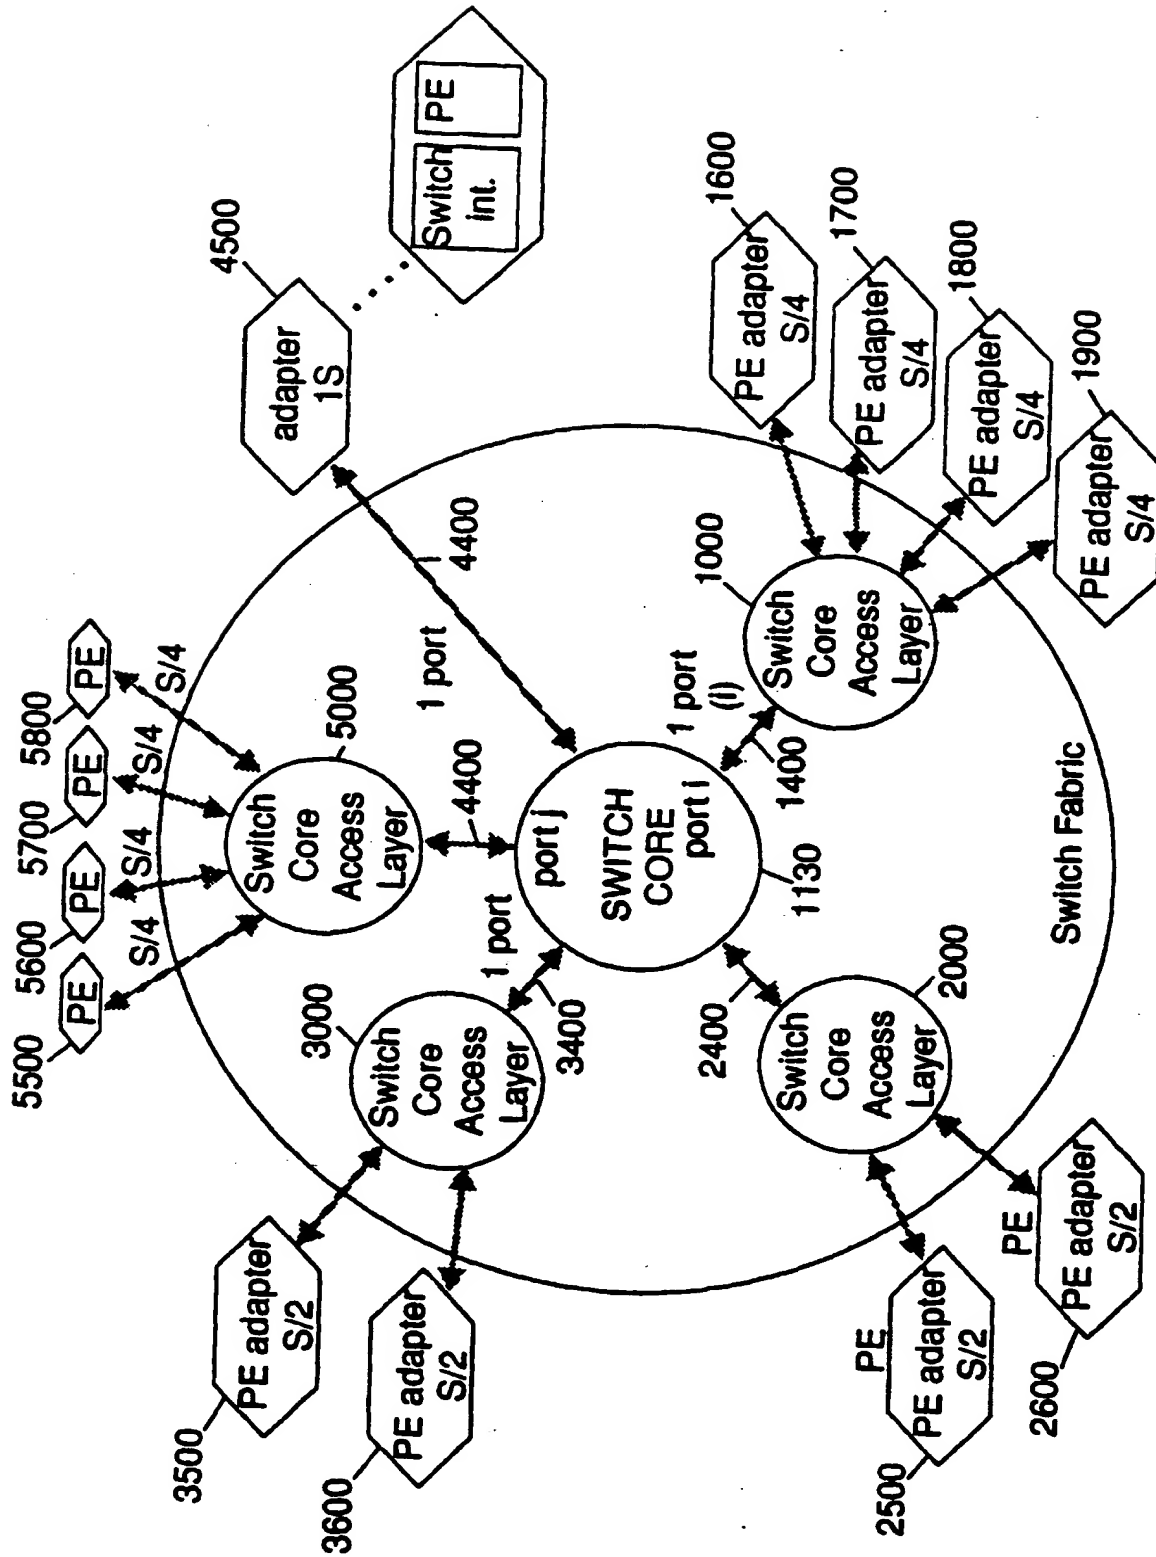 3600
3500
5500
5600
5700
5800
4500
PE
PE
PE
PE
S/4
S/4
S/4
S/4
PE adapter
S/2
PE adapter
S/2
3000
Switch
Core
Access
Layer
Switch
Core
Access
Layer
5000
adapter
1S
Switch
int.
PE
1 port
4400
1 port
3400
4400
port j
SWITCH
CORE
port i
1130
2400
1 port
(I)
1400
1000
2000
Switch
Core
Access
Layer
Switch
Core
Access
Layer
1600
PE adapter
S/4
1700
PE adapter
S/4
1800
PE adapter
S/4
1900
PE adapter
S/4
2500
PE
PE adapter
S/2
2600
PE
PE adapter
S/2
Switch Fabric